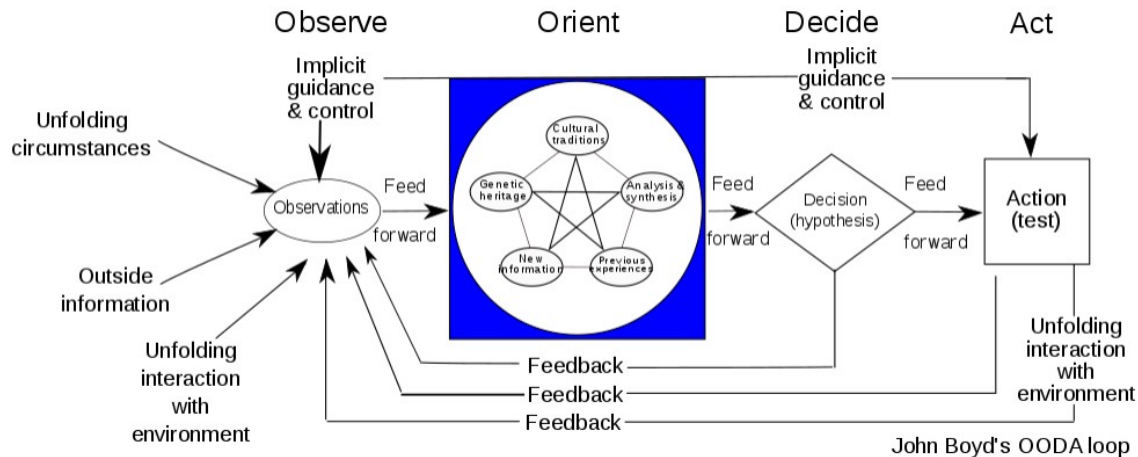 Observe
Orient
Decide
Act
Implicit
guidance
& control
Implicit
guidance
& control
Unfolding
circumstances
Cultural
traditions
Genetic
heritage
Analysis &
synthesis
New
information
Previous
experiences
Observations
Feed
forward
Feed
forward
Decision
(hypothesis)
Feed
forward
Action
(test)
Outside
information
Unfolding
interaction
with
environment
Unfolding
interaction
with
environment
Feedback
Feedback
Feedback
John Boyd's OODA loop